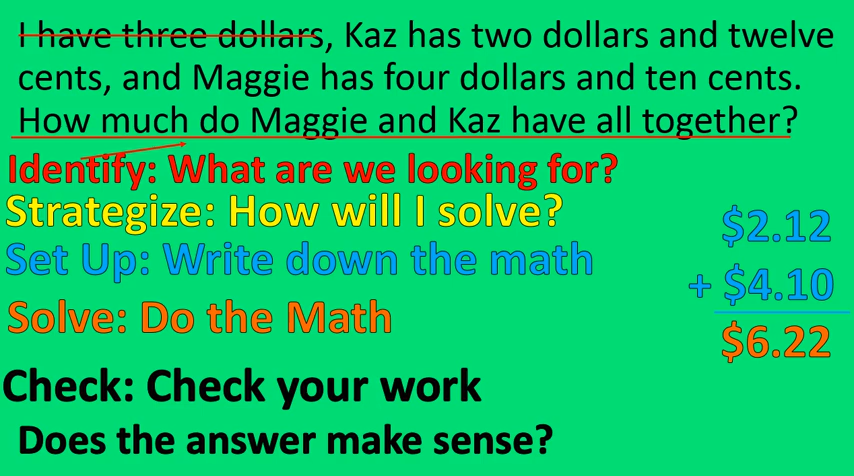 I have three dollars, Kaz has two dollars and twelve
cents, and Maggie has four dollars and ten cents.
How much do Maggie and Kaz have all together?
Identify: What are we looking for?
Strategize: How will I solve?
Set Up: Write down the math
Solve: Do the Math
Check: Check your work
Does the answer make sense?
$2.12
+ $4.10
$6.22